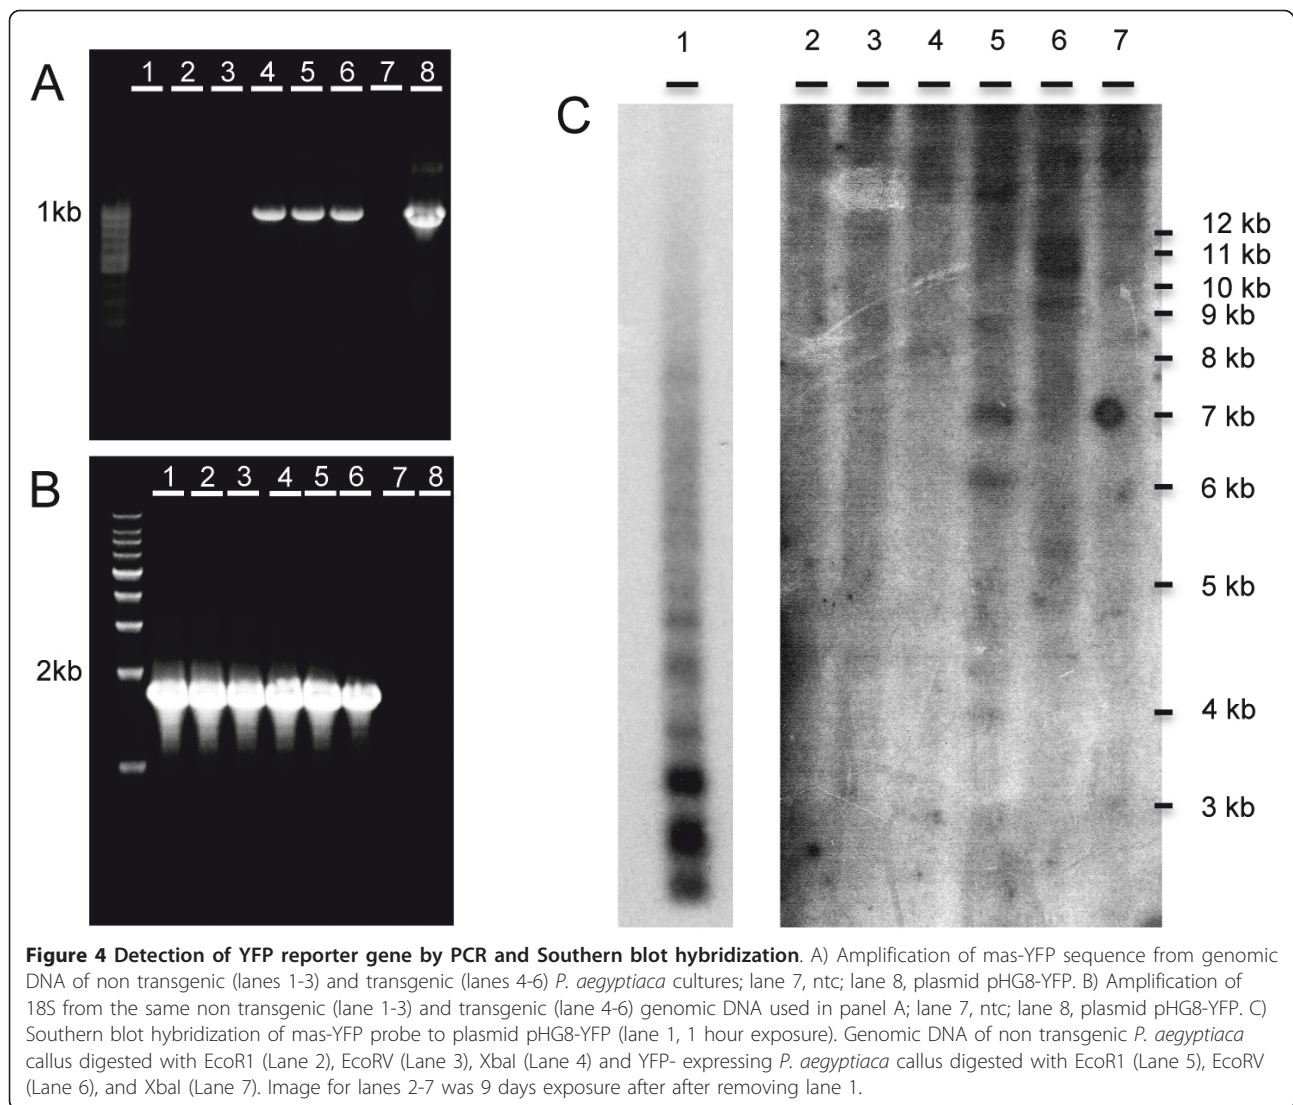 A
1 2 3 4 5 6 7 8
1kb
B
1 2 3 4 5 6 7 8
2kb
C
1
2 3 4 5 6 7
12 kb
11 kb
10 kb
9 kb
8 kb
7 kb
6 kb
5 kb
4 kb
3 kb
Figure 4 Detection of YFP reporter gene by PCR and Southern blot hybridization. A) Amplification of mas-YFP sequence from genomic
DNA of non transgenic (lanes 1-3) and transgenic (lanes 4-6) P. aegyptiaca cultures; lane 7, ntc; lane 8, plasmid pHG8-YFP. B) Amplification of
18S from the same non transgenic (lane 1-3) and transgenic (lane 4-6) genomic DNA used in panel A; lane 7, ntc; lane 8, plasmid pHG8-YFP. C)
Southern blot hybridization of mas-YFP probe to plasmid pHG8-YFP (lane 1, 1 hour exposure). Genomic DNA of non transgenic P. aegyptiaca
callus digested with EcoR1 (Lane 2), EcoRV (Lane 3), XbaI (Lane 4) and YFP- expressing P. aegyptiaca callus digested with EcoR1 (Lane 5), EcoRV
(Lane 6), and XbaI (Lane 7). Image for lanes 2-7 was 9 days exposure after after removing lane 1.